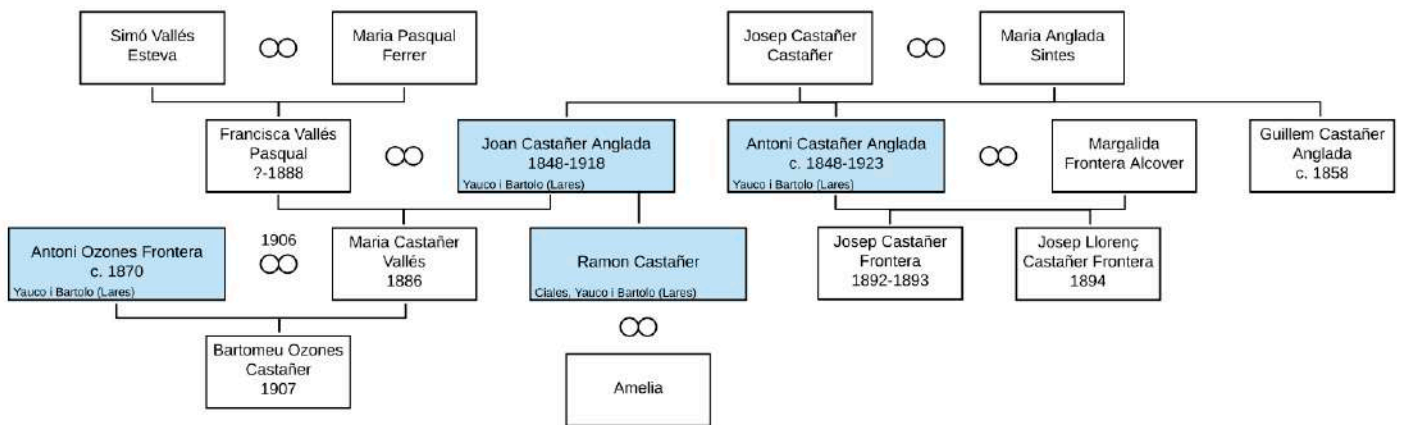 Simó Vallés
Esteva
Maria Pasqual
Ferrer
Josep Castañer
Castañer
Maria Anglada
Sintes
Francisca Vallés
Pasqual
?-1888
Joan Castañer Anglada
1848-1918
Yauco i Bartolo (Lares)
Antoni Castañer Anglada
c. 1848-1923
Yauco i Bartolo (Lares)
Margalida
Frontera Alcover
Guillem Castañer
Anglada
c. 1858
Antoni Ozones Frontera
c. 1870
Yauco i Bartolo (Lares)
1906
Maria Castañer
Vallés
1886
Ramon Castañer
Ciales, Yauco i Bartolo (Lares)
Josep Castañer
Frontera
1892-1893
Josep Llorenç
Castañer Frontera
1894
Bartomeu Ozones
Castañer
1907
Amelia